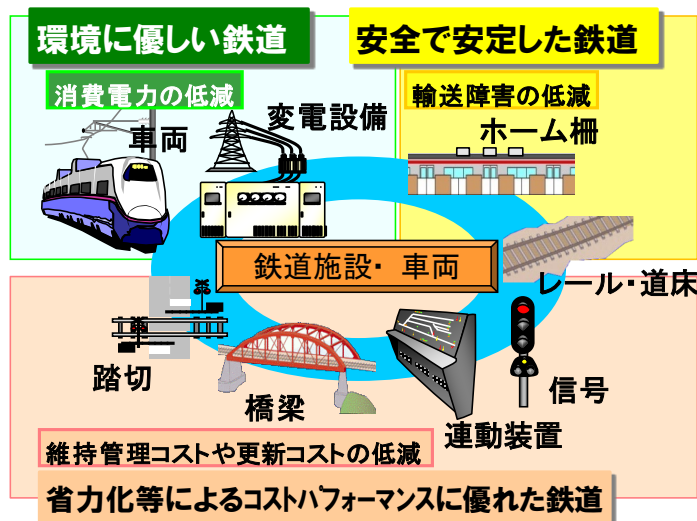 環境に優しい鉄道
安全で安定した鉄道
消費電力の低減
輸送障害の低減
車両
変電設備
ホーム柵
鉄道施設・車両
レール・道床
踏切
橋梁
連動装置
信号
維持管理コストや更新コストの低減
省力化等によるコストパフォーマンスに優れた鉄道